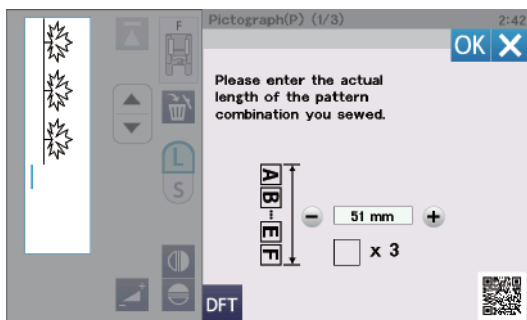 Pictograph(P) (1/3) 2:42
F
OK X
Please enter the actual
length of the pattern
combination you sewed.
L
S
A
B
E
F
- 51 mm +
x 3
DFT